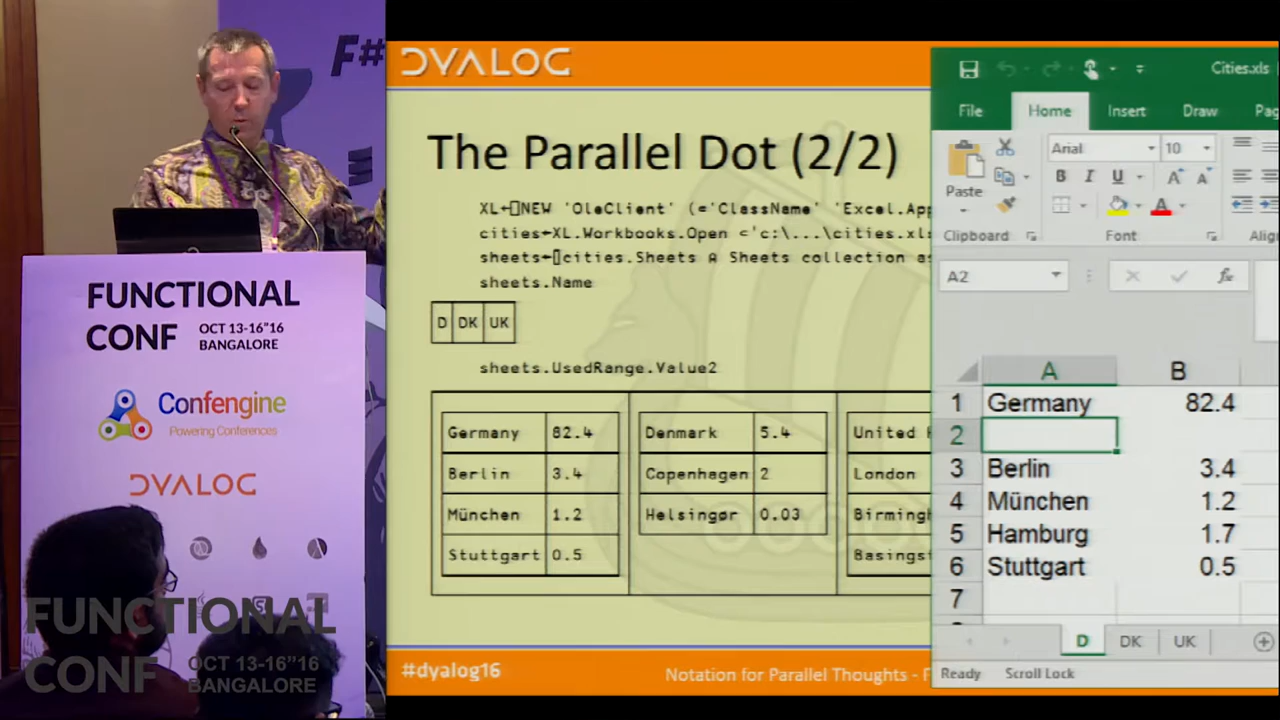 F#
FUNCTIONAL
CONF
OCT 13-16"16
BANGALORE
Confengine
Powering Conferences
DYALOG
FUNCTIONAL
CONF
OCT 13-16"16
BANGALORE
DYALOG
The Parallel Dot (2/2)
XL←⎕NEW 'OleClient' (⊂'ClassName' 'Excel.App
cities←XL.Workbooks.Open ⊂'c:\...\cities.xls
sheets←⌷cities.Sheets ⍝ Sheets collection as
sheets.Name
D DK UK
sheets.UsedRange.Value2
Germany 82.4 Denmark 5.4 United
Berlin 3.4 Copenhagen 2 London
München 1.2 Helsingør 0.03 Birmingh
Stuttgart 0.5 Basingst
#dyalog16
Notation for Parallel Thoughts - F
Cities.xls
File Home Insert Draw Pag
Paste
Arial 10
B I U A A
A
Clipboard Font Align
A2 fx
A B
1 Germany 82.4
2
3 Berlin 3.4
4 München 1.2
5 Hamburg 1.7
6 Stuttgart 0.5
7
D DK UK
Ready Scroll Lock